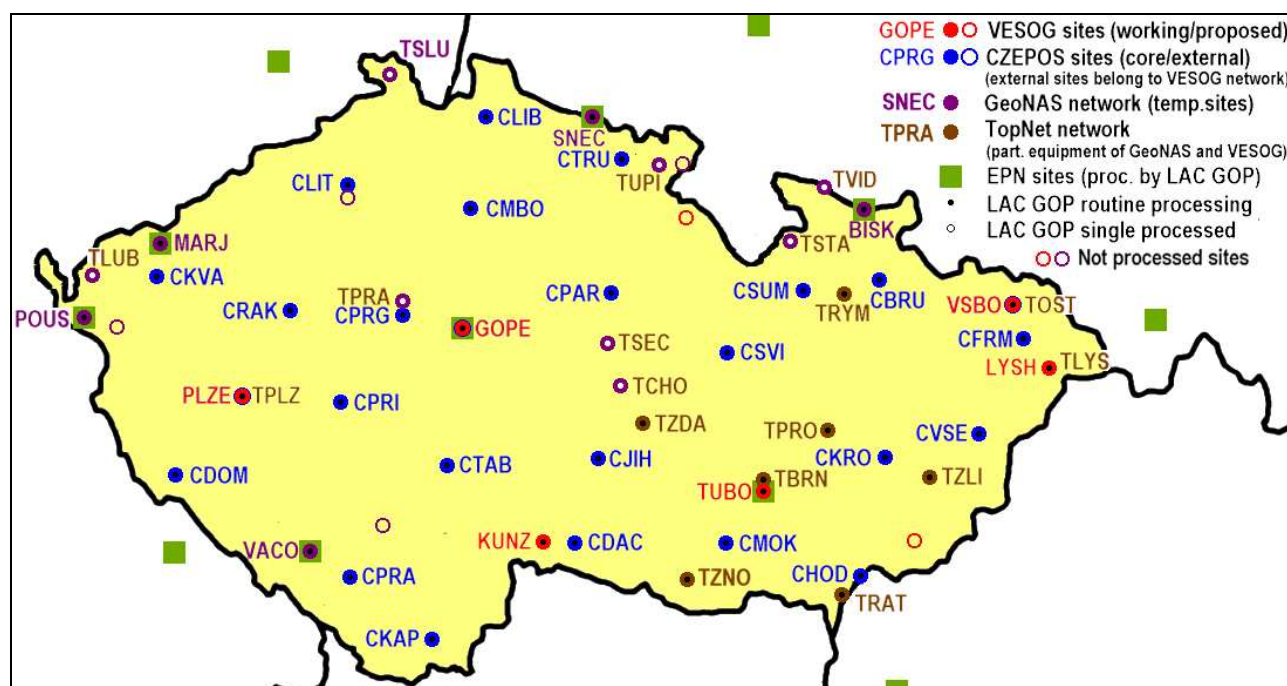 TSLU
GOPE VESOG sites (working/proposed)
CPRG CZEPOS sites (core/external)
(external sites belong to VESOG network)
SNEC GeoNAS network (temp.sites)
TPRA TopNet network
(part. equipment of GeoNAS and VESOG)
EPN sites (proc. by LAC GOP)
LAC GOP routine processing
LAC GOP single processed
Not processed sites
CLIB
SNEC
CTRU
TUPI
CLIT
CMBO
TVID
BISK
TSTA
MARJ
TLUB
CKVA
POUS
CRAK
TPRA
CPRG
GOPE
CPAR
CSUM
TRYM
CBRU
VSBO
TOST
TSEC
CSVI
CFRM
LYSH
TLYS
PLZE
TPLZ
CPRI
TCHO
TZDA
TPRO
CVSE
CDOM
CTAB
CJIH
CKRO
TBRN
TUBO
TZLI
VACO
KUNZ
CDAC
CMOK
CPRA
TZNO
CHOD
TRAT
CKAP